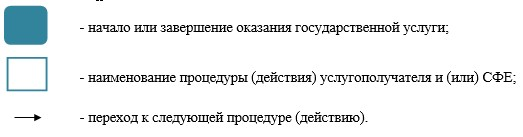 - начало или завершение оказания государственной услуги;
- наименование процедуры (действия) услугополучателя и (или) СФЕ;
- переход к следующей процедуре (действию).